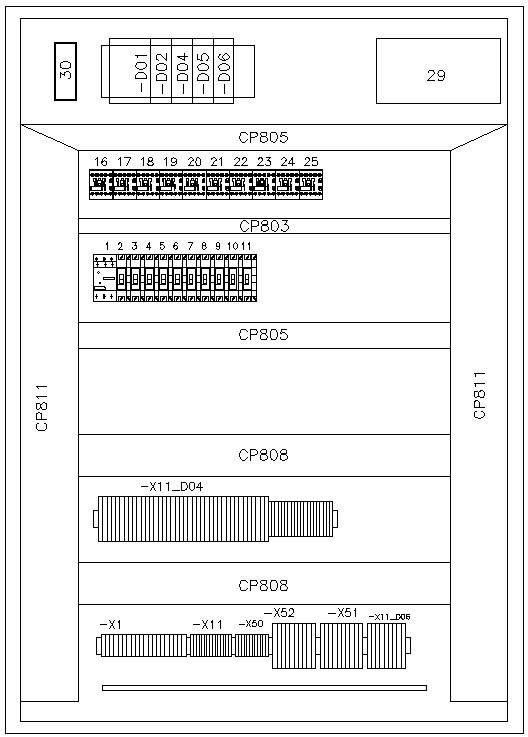 30
-D01
-D02
-D04
-D05
-D06
29
CP805
16 17 18 19 20 21 22 23 24 25
CP803
1 2 3 4 5 6 7 8 9 10 11
CP805
CP811
CP811
CP808
-X11_D04
CP808
-X1
-X11
-X50
-X52
-X51
-X11_D06